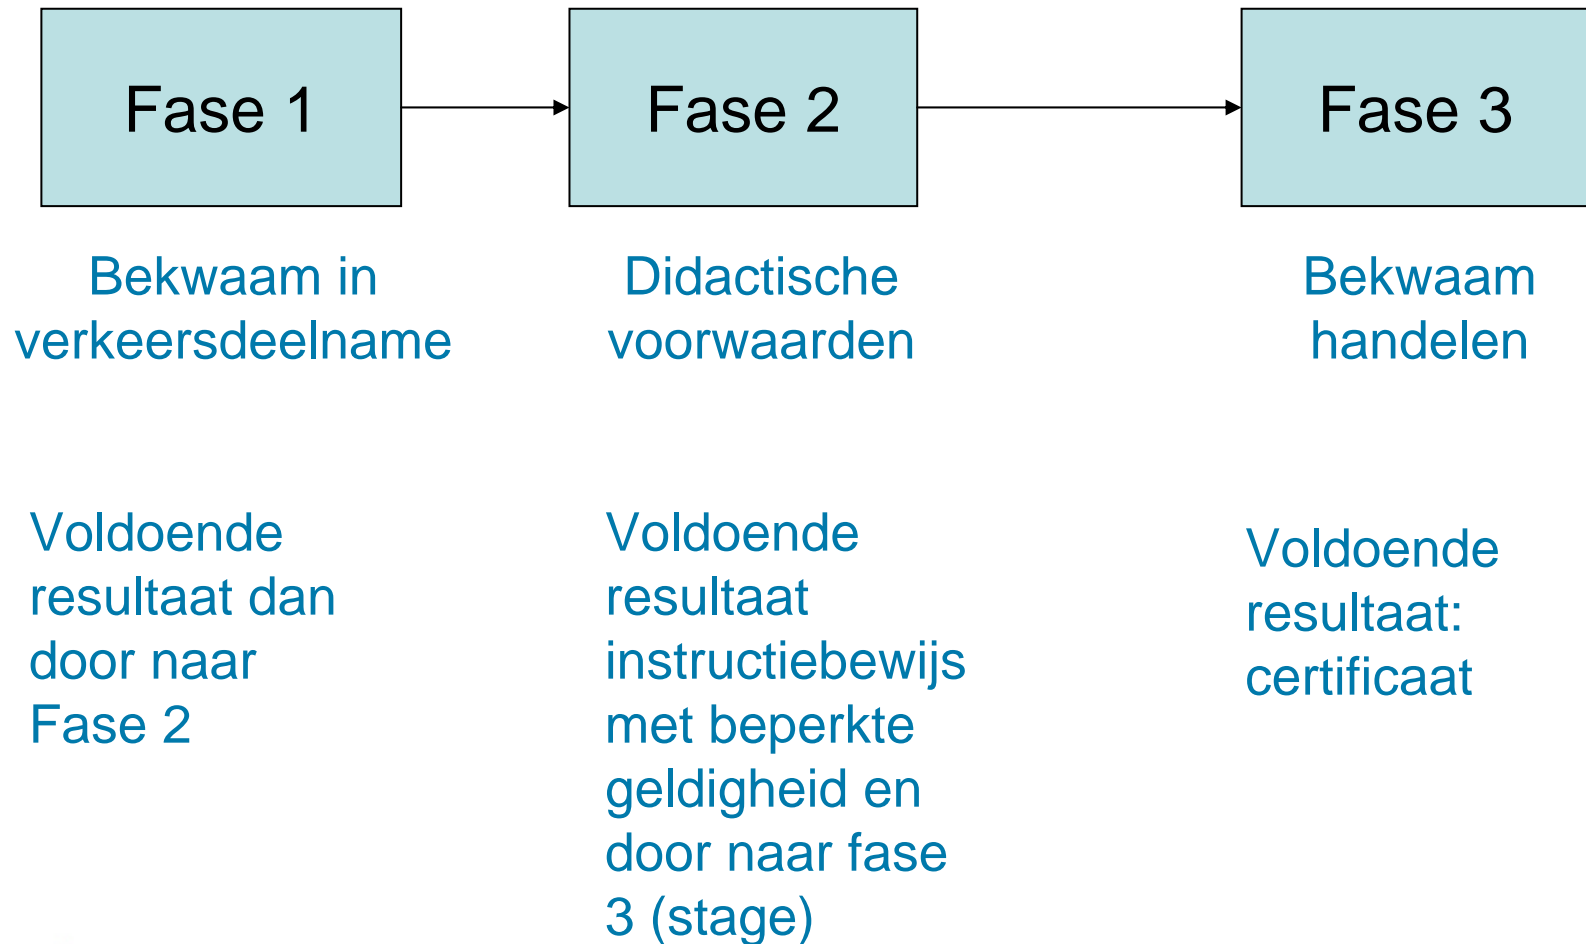 Fase 1
Fase 2
Fase 3
Bekwaam in
verkeersdeelname
Didactische
voorwaarden
Bekwaam
handelen
Voldoende
resultaat dan
door naar
Fase 2
Voldoende
resultaat
instructiebewijs
met beperkte
geldigheid en
door naar fase
3 (stage)
Voldoende
resultaat:
certificaat